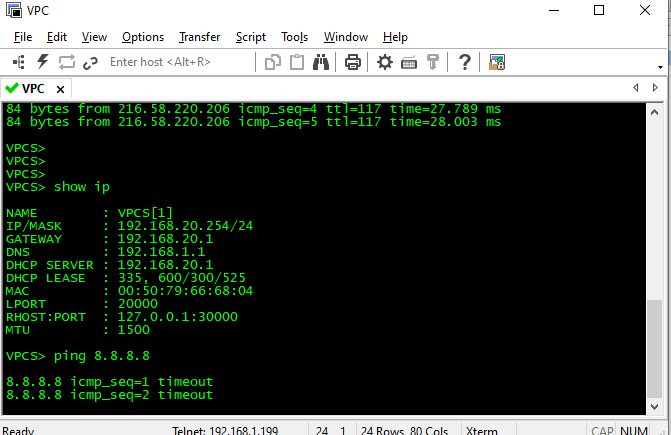 VPC
File Edit View Options Transfer Script Tools Window Help
Enter host <Alt+R>
VPC
84 bytes from 216.58.220.206 icmp_seq=4 ttl=117 time=27.789 ms
84 bytes from 216.58.220.206 icmp_seq=5 ttl=117 time=28.003 ms
VPCS>
VPCS>
VPCS>
VPCS> show ip
NAME : VPCS[1]
IP/MASK : 192.168.20.254/24
GATEWAY : 192.168.20.1
DNS : 192.168.1.1
DHCP SERVER : 192.168.20.1
DHCP LEASE : 335, 600/300/525
MAC : 00:50:79:66:68:04
LPORT : 20000
RHOST:PORT : 127.0.0.1:30000
MTU : 1500
VPCS> ping 8.8.8.8
8.8.8.8 icmp_seq=1 timeout
8.8.8.8 icmp_seq=2 timeout
Ready Telnet: 192.168.1.199 24, 1 24 Rows, 80 Cols Xterm CAP NUM